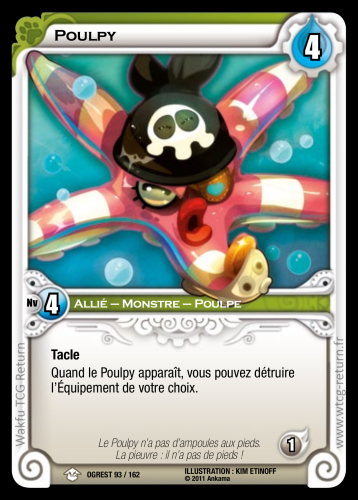 Poulpy
4
Nv 4
Allié – Monstre – Poulpe
Tacle
Quand le Poulpy apparaît, vous pouvez détruire
l'Équipement de votre choix.
Le Poulpy n'a pas d'ampoules aux pieds.
La pieuvre : il n'a pas de pieds !
1
OGREST 93 / 162
ILLUSTRATION : KIM ETINOFF
© 2011 Ankama
Wakfu TCG Return
www.wtcg-return.fr